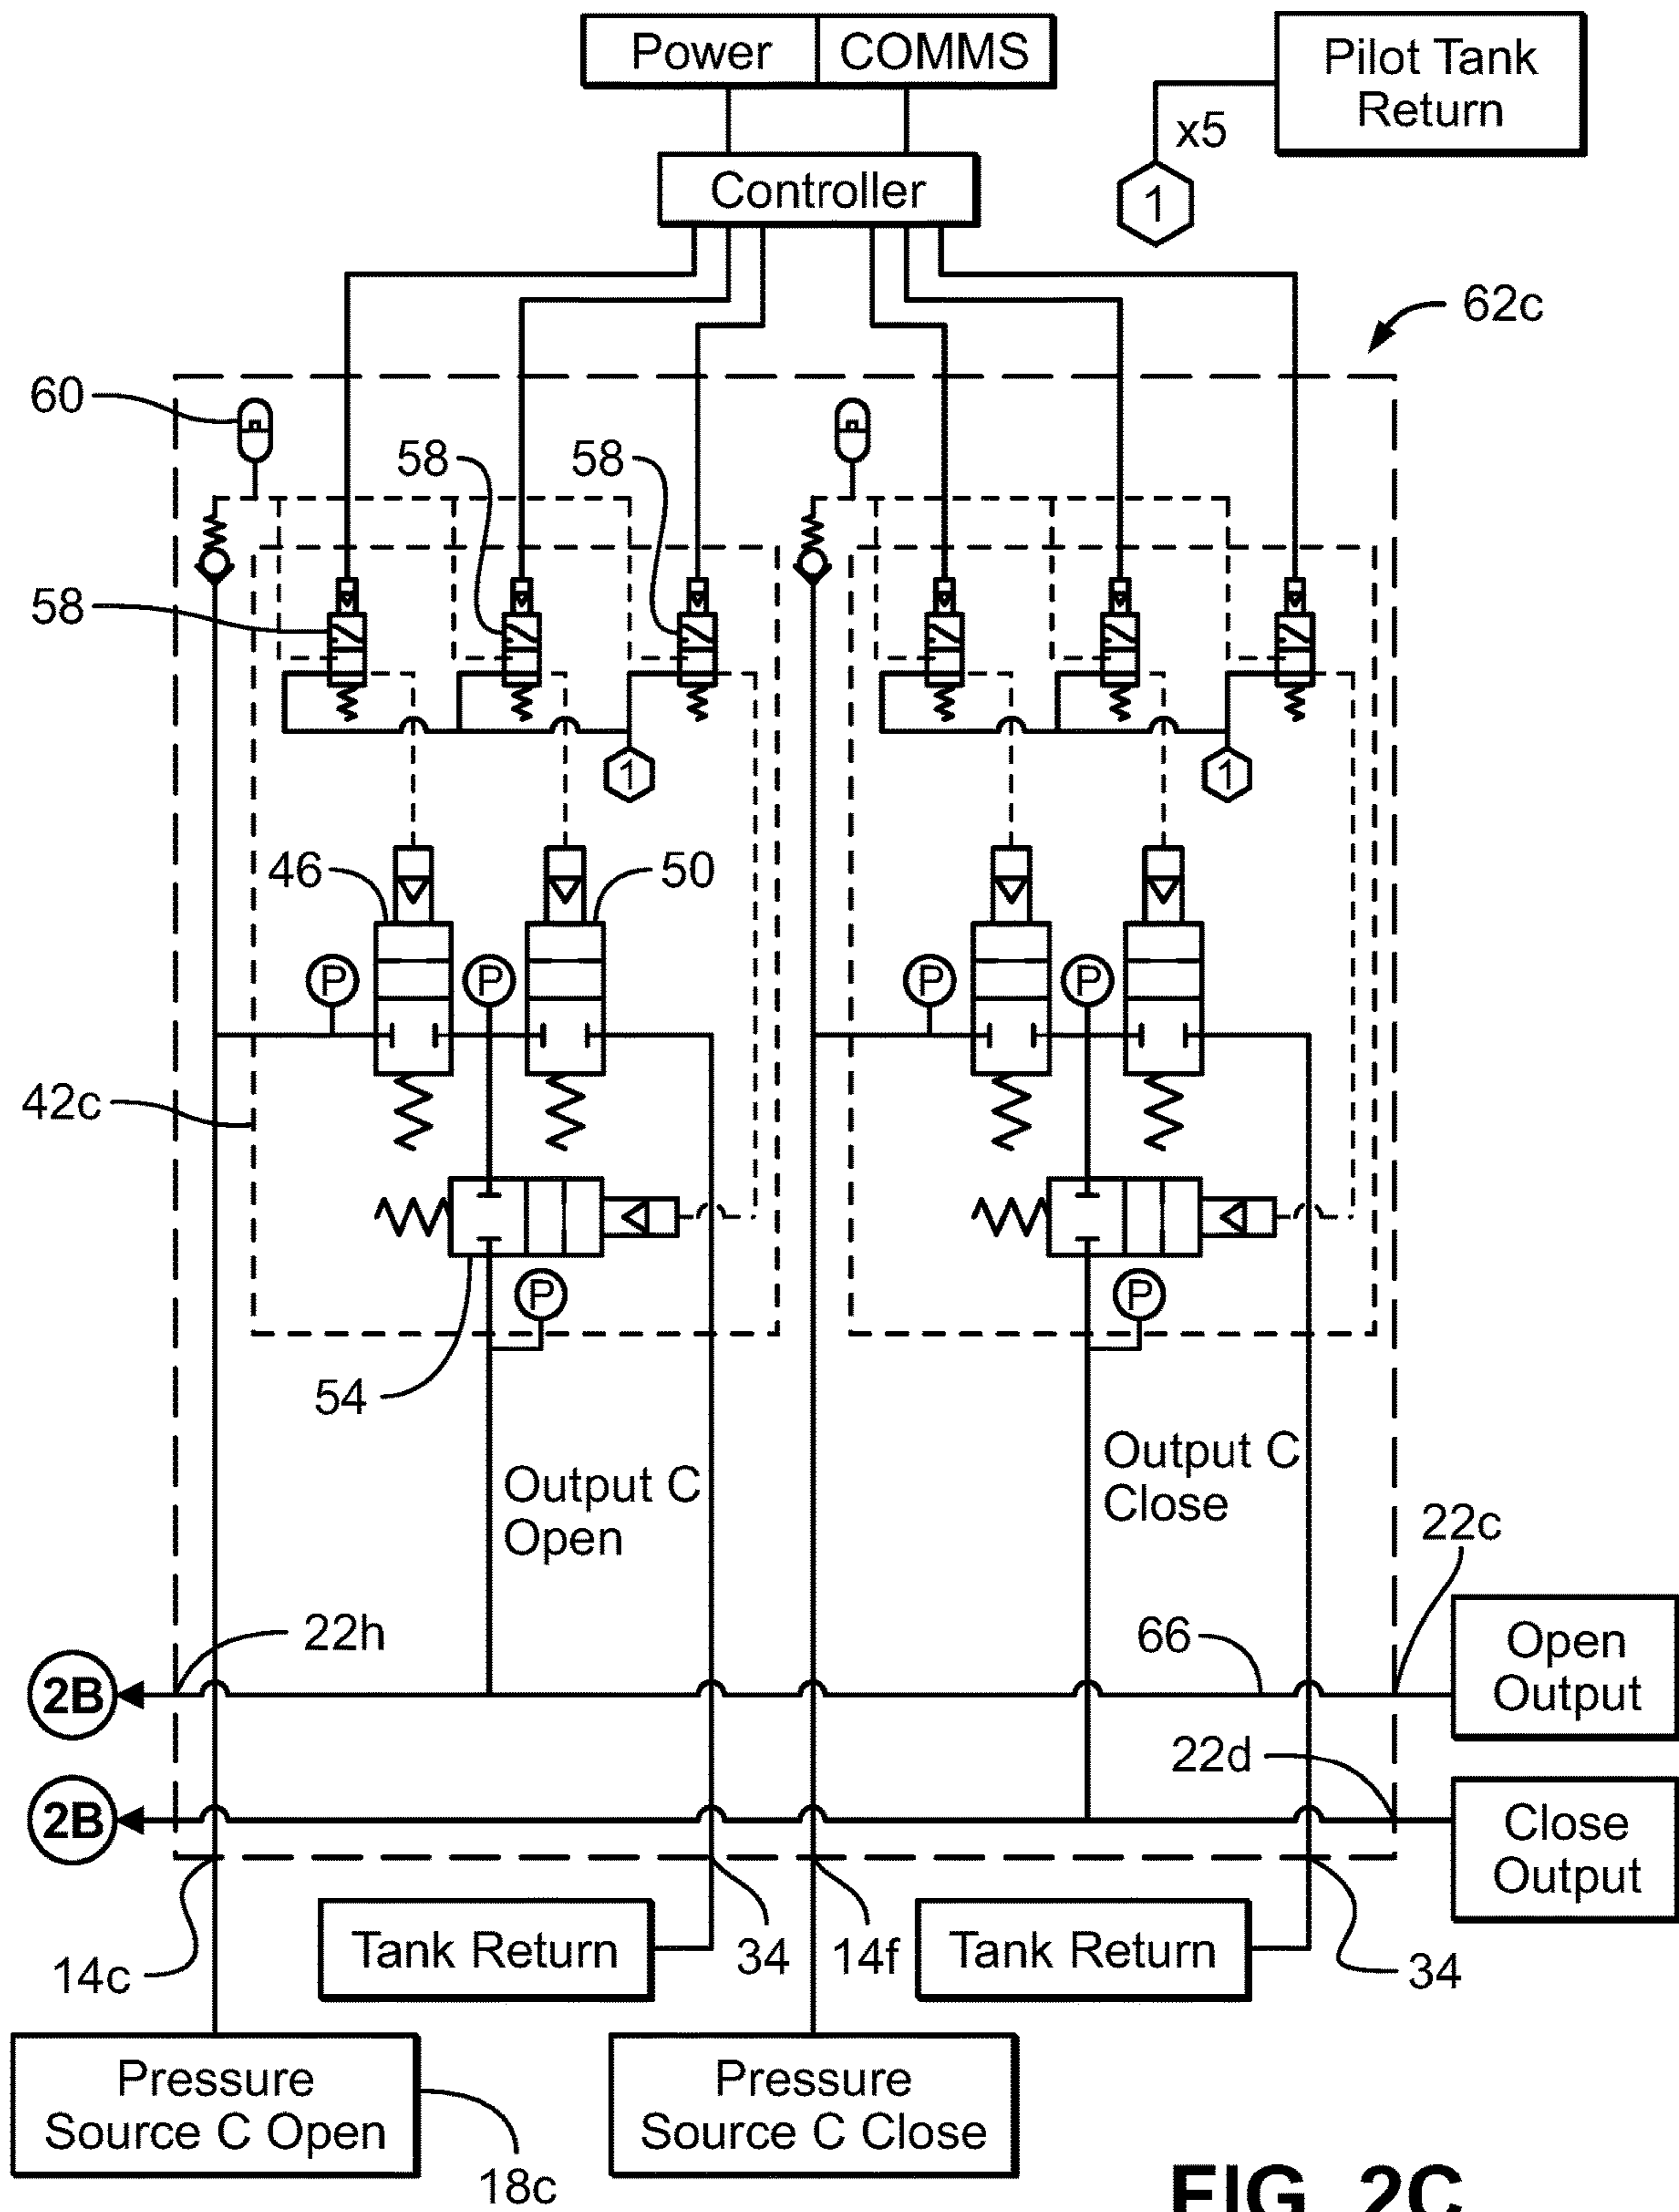 Power
COMMS
Pilot Tank
Return
x5
1
Controller
62c
60
58
58
58
1
1
46
50
P
P
P
P
42c
P
P
54
Output C
Open
Output C
Close
22c
22h
66
Open
Output
2B
22d
2B
Close
Output
Tank Return
34
14f
Tank Return
34
14c
Pressure
Source C Open
Pressure
Source C Close
18c
FIG. 2C